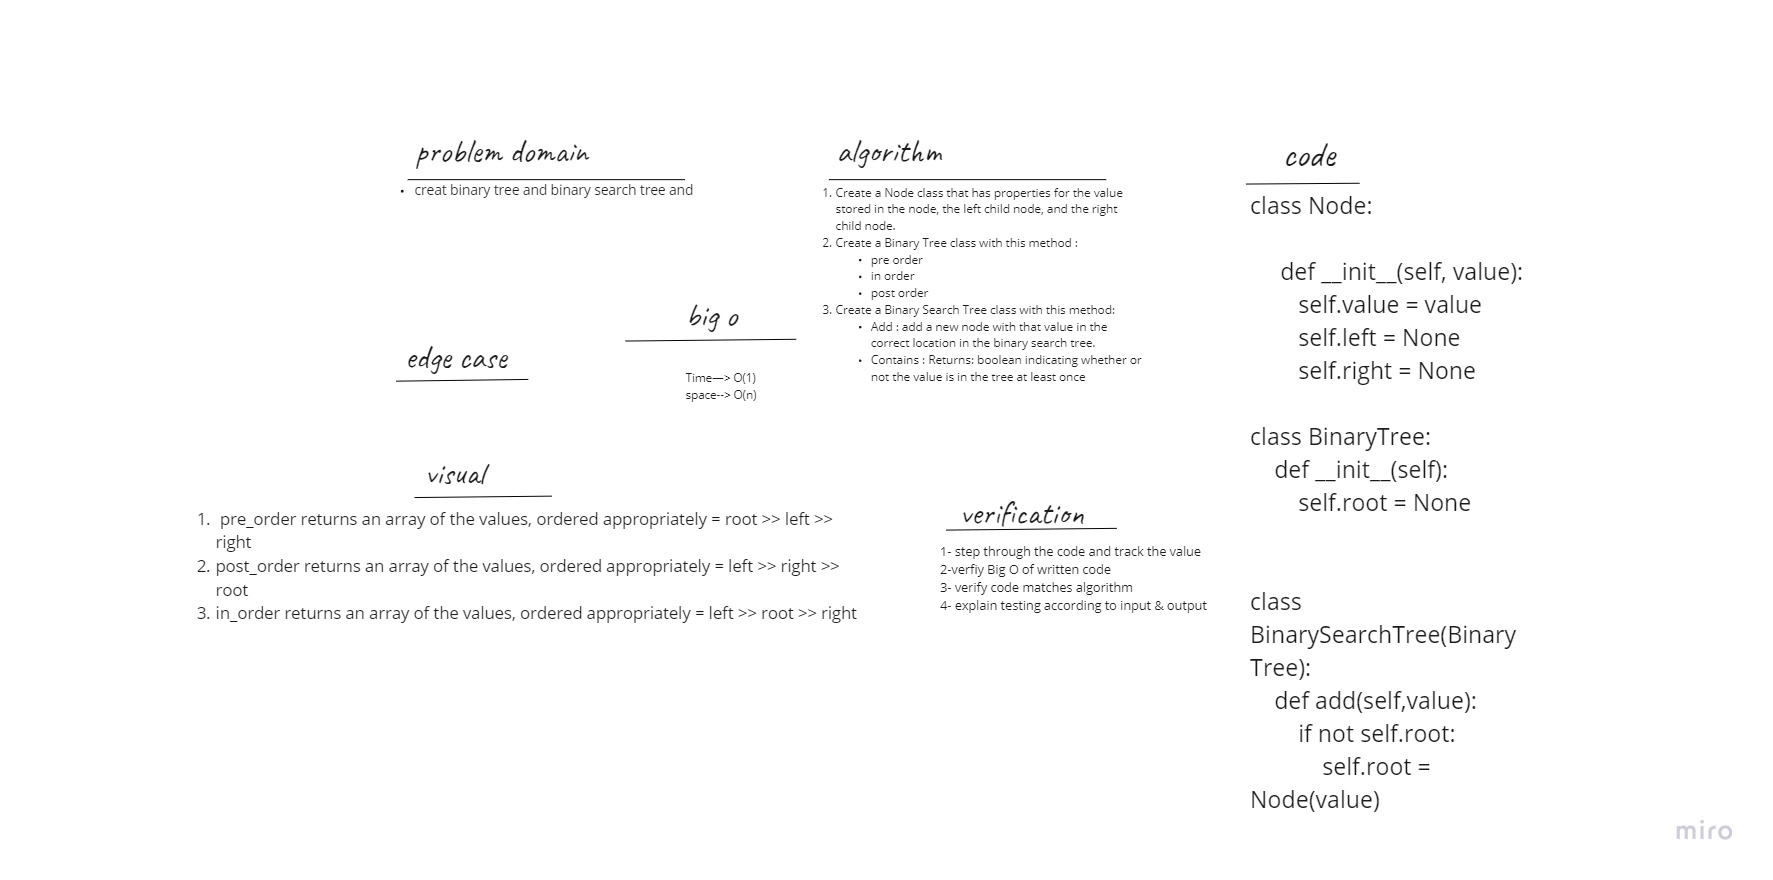 problem domain
• creat binary tree and binary search tree and
algorithm
1. Create a Node class that has properties for the value
stored in the node, the left child node, and the right
child node.
2. Create a Binary Tree class with this method :
• pre order
• in order
• post order
3. Create a Binary Search Tree class with this method:
• Add : add a new node with that value in the
correct location in the binary search tree.
• Contains : Returns: boolean indicating whether or
not the value is in the tree at least once
big o
Time—> O(1)
space--> O(n)
edge case
visual
1. pre_order returns an array of the values, ordered appropriately = root >> left >>
right
2. post_order returns an array of the values, ordered appropriately = left >> right >>
root
3. in_order returns an array of the values, ordered appropriately = left >> root >> right
verification
1- step through the code and track the value
2-verfiy Big O of written code
3- verify code matches algorithm
4- explain testing according to input & output
code
class Node:
def __init__(self, value):
self.value = value
self.left = None
self.right = None
class BinaryTree:
def __init__(self):
self.root = None
class
BinarySearchTree(Binary
Tree):
def add(self,value):
if not self.root:
self.root =
Node(value)
miro